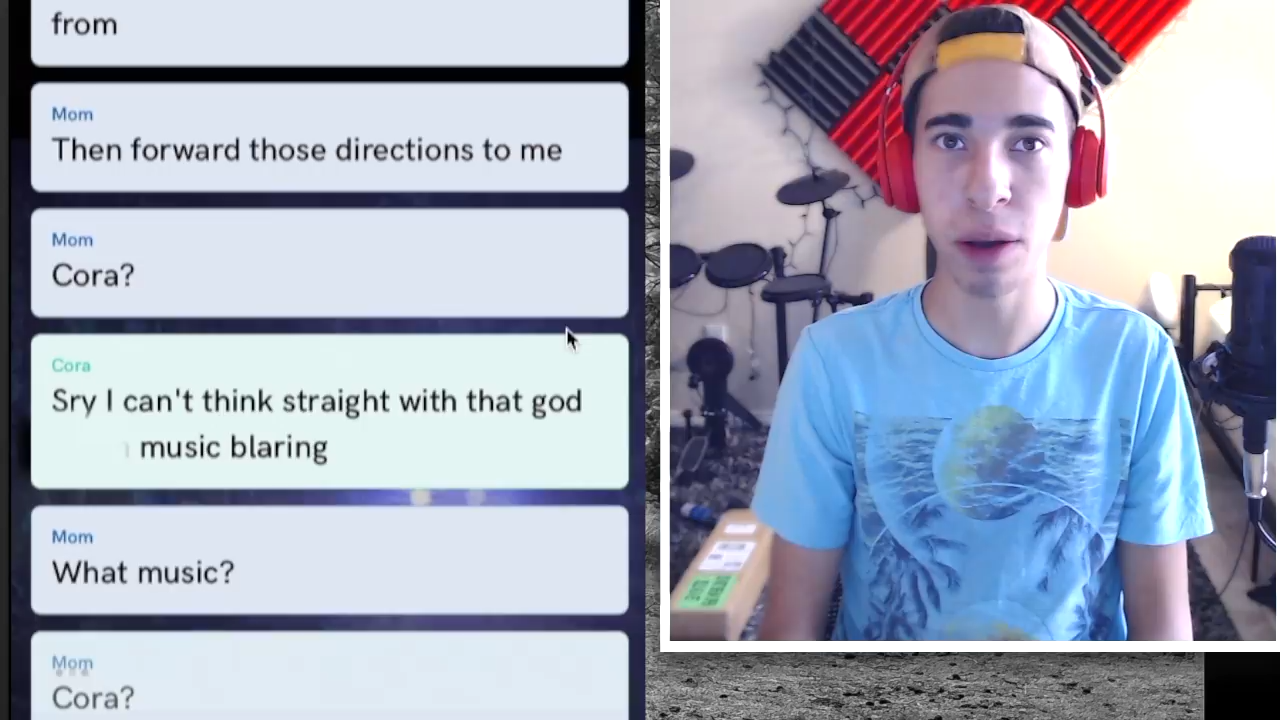 from
Mom
Then forward those directions to me
Mom
Cora?
Cora
Sry I can't think straight with that god
music blaring
Mom
What music?
Mom
Cora?